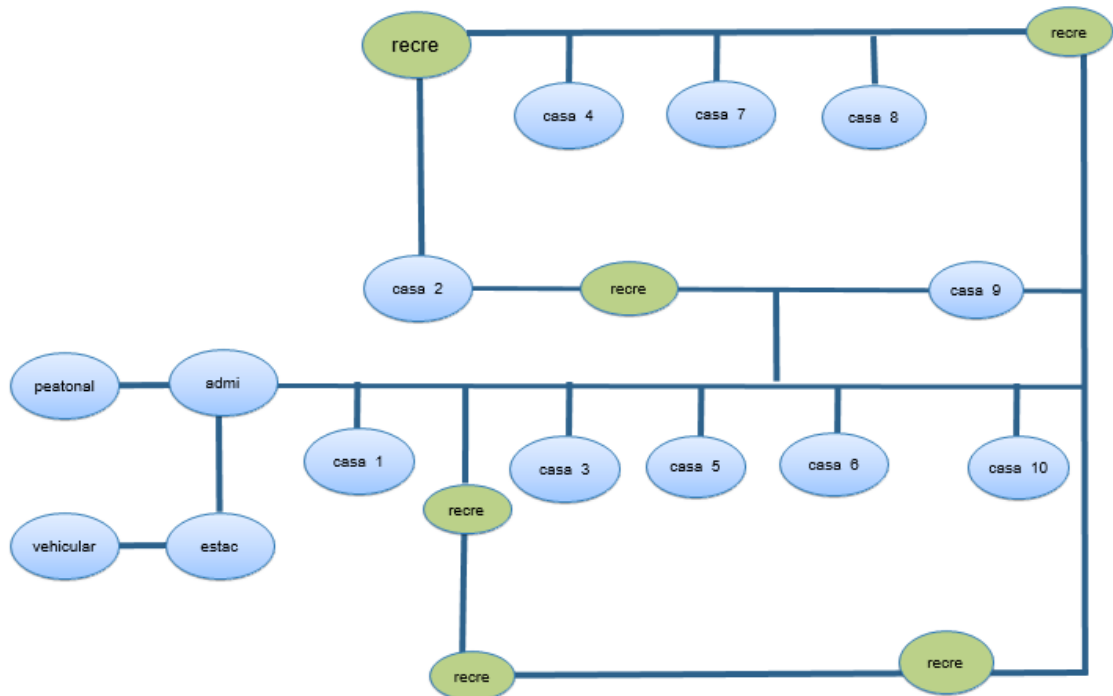 recre
recre
casa 4
casa 7
casa 8
casa 2
recre
casa 9
peatonal
admi
casa 1
casa 3
casa 5
casa 6
casa 10
recre
vehicular
estac
recre
recre